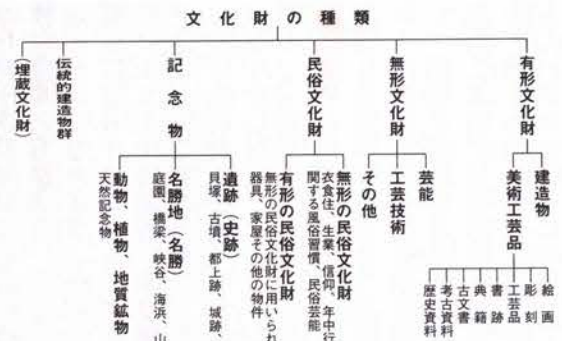 文化財の種類
有形文化財
建造物
美術工芸品
絵画
彫刻
工芸品
書跡
典籍
古文書
考古資料
歴史資料
無形文化財
芸能
工芸技術
その他
民俗文化財
無形の民俗文化財
衣食住、生業、信仰、年中行
関する風俗習慣、民俗芸能
有形の民俗文化財
無形の民俗文化財に用いられ
器具、家屋その他の物件
記念物
遺跡(史跡)
貝塚、古墳、都上跡、城跡、
名勝地(名勝)
庭園、橋梁、峡谷、海浜、山
動物、植物、地質鉱物
天然記念物
伝統的建造物群
(埋蔵文化財)